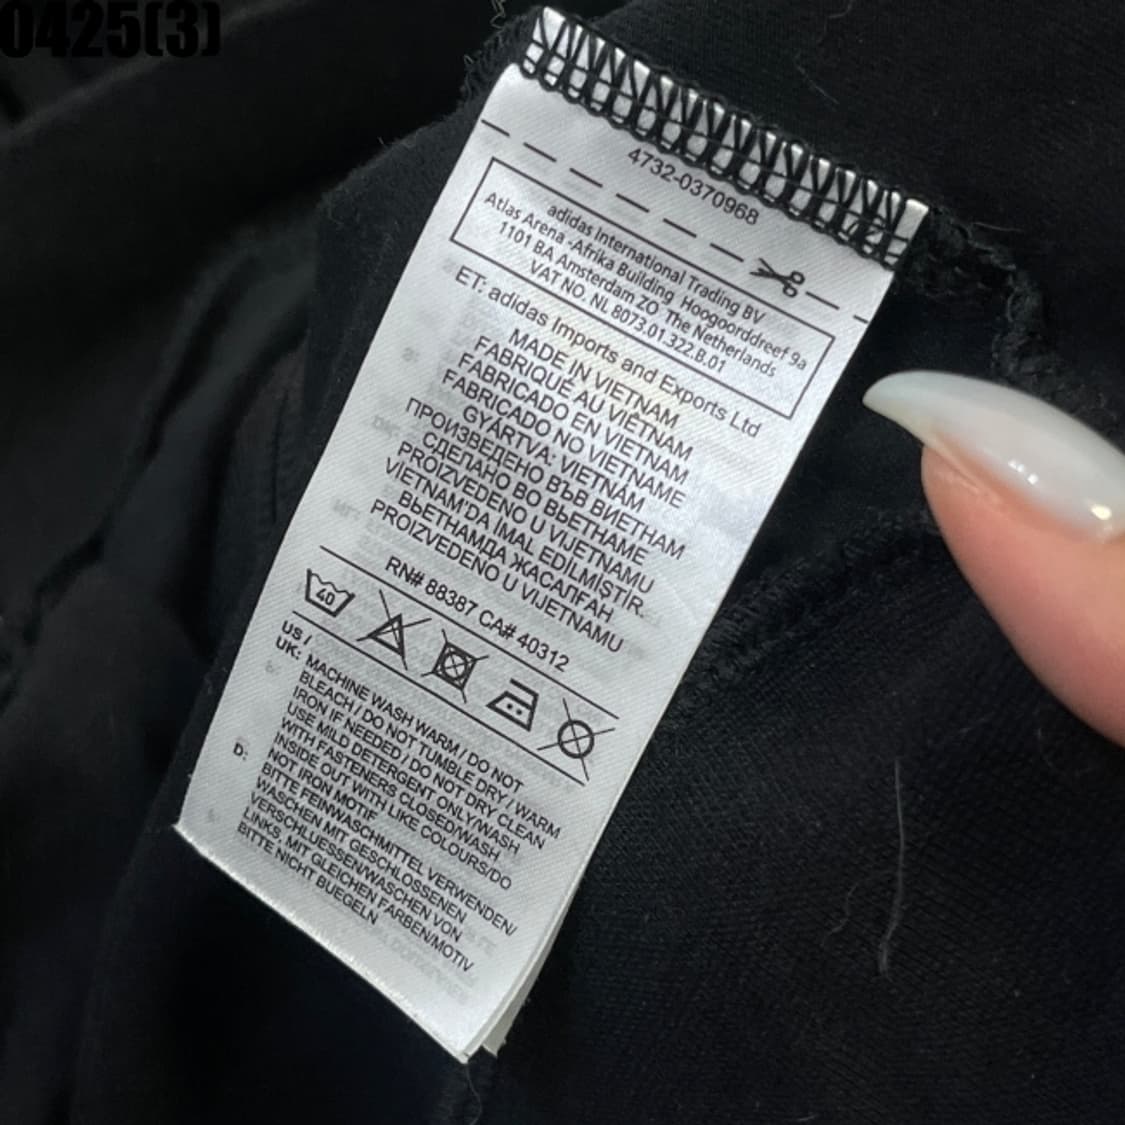 0425(3)
4732-0370968
adidas International Trading BV
Atlas Arena -Afrika Building Hoogoorddreef 9a
1101 BA Amsterdam ZO The Netherlands
VAT NO. NL 8073.01.322.B.01
ET: adidas Imports and Exports Ltd
MADE IN VIETNAM
FABRIQUÉ AU VIÊTNAM
FABRICADO EN VIETNAM
FABRICADO NO VIETNAME
GYÁRTVA: VIETNÁM
ПРОИЗВЕДЕНО ВЪВ ВИЕТНАМ
СДЕЛАНО ВО ВЬЕТНАМЕ
PROIZVEDENO U VIJETNAMU
VIETNAM'DA İMAL EDİLMİŞTİR.
ВЬЕТНАМДА ЖАСАЛҒАН
PROIZVEDENO U VIJETNAMU
RN# 88387 CA# 40312
40
US /
UK: MACHINE WASH WARM / DO NOT
BLEACH / DO NOT TUMBLE DRY / WARM
IRON IF NEEDED / DO NOT DRY CLEAN
USE MILD DETERGENT ONLY/WASH
WITH FASTENERS CLOSED/WASH
INSIDE OUT WITH LIKE COLOURS/DO
NOT IRON MOTIF
D: BITTE FEINWASCHMITTEL VERWENDEN/
WASCHEN MIT GESCHLOSSENEN
VERSCHLUESSEN/WASCHEN VON
LINKS, MIT GLEICHEN FARBEN/MOTIV
BITTE NICHT BUEGELN